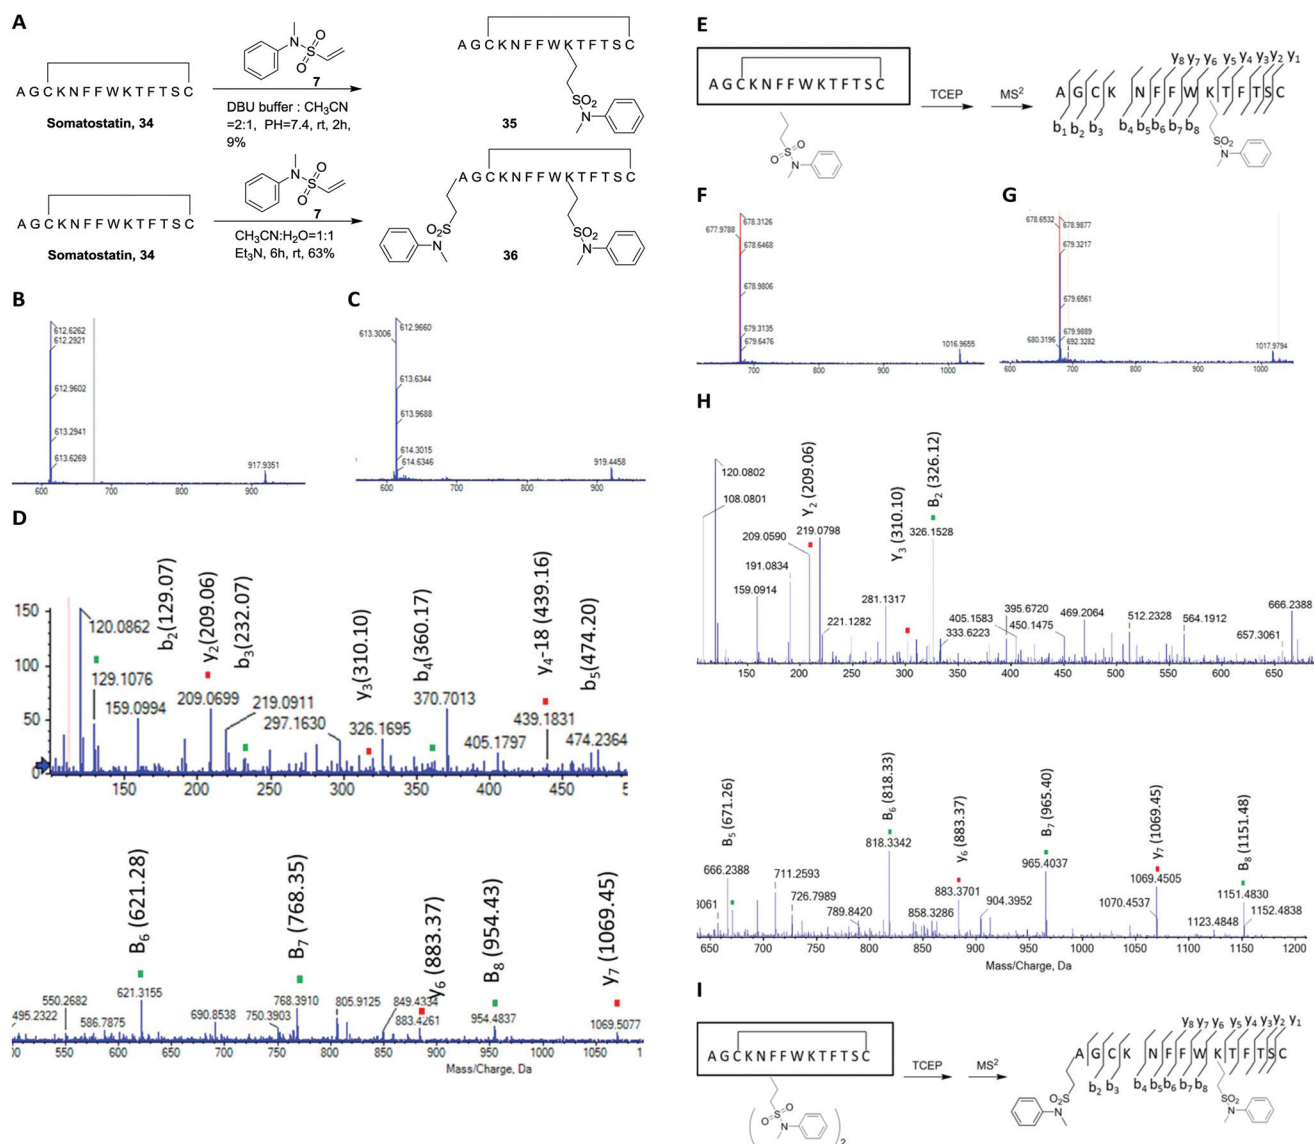 A
N
S
O
O
7
A G C K N F F W K T F T S C
Somatostatin, 34
DBU buffer : CH3CN
=2:1, PH=7.4, rt, 2h,
9%
A G C K N F F W K T F T S C
SO2
N
35
N
S
O
O
7
A G C K N F F W K T F T S C
Somatostatin, 34
CH3CN:H2O=1:1
Et3N, 6h, rt, 63%
A G C K N F F W K T F T S C
O2
S
N
SO2
N
36
B
612.6262
612.2921
612.9602
613.2941
613.6269
917.9351
600 700 800 900
C
613.3006
612.9660
613.6344
613.9688
614.3015
614.6346
919.4458
600 700 800 900
D
b2(129.07)
y2(209.06)
b3(232.07)
y3(310.10)
b4(360.17)
y4-18 (439.16)
b5(474.20)
150
100
50
0
120.0862
129.1076
159.0994
209.0699
219.0911
297.1630
326.1695
370.7013
405.1797
439.1831
474.2364
150 200 250 300 350 400 450 5
B6 (621.28)
B7 (768.35)
y6 (883.37)
B8 (954.43)
y7 (1069.45)
495.2322
550.2682
586.7875
621.3155
690.8538
750.3903
768.3910
805.9125
849.4334
883.4261
954.4837
1069.5077
00 550 600 650 700 750 800 850 900 950 1000 1050 1
Mass/Charge, Da
E
A G C K N F F W K T F T S C
O
S
O
N
TCEP
MS2
y8 y7 y6 y5 y4 y3 y2 y1
A G C K N F F W K T F T S C
b1 b2 b3 b4 b5 b6 b7 b8
SO2
N
F
677.9788
678.3126
678.6468
678.9806
679.3135
679.6476
1016.9655
700 800 900 1000
G
678.6532
678.9877
679.3217
679.6561
679.9889
680.3196
692.3282
1017.9794
600 700 800 900 1000
H
Y2 (209.06)
Y3 (310.10)
B2 (326.12)
120.0802
108.0801
209.0590
219.0798
191.0834
159.0914
221.1282
281.1317
326.1528
333.6223
405.1583
395.6720
450.1475
469.2064
512.2328
564.1912
657.3061
666.2388
150 200 250 300 350 400 450 500 550 600 650
B5 (671.26)
B6 (818.33)
y6 (883.37)
B7 (965.40)
y7 (1069.45)
B8 (1151.48)
3061
666.2388
711.2593
726.7989
789.8420
818.3342
858.3286
883.3701
904.3952
965.4037
1069.4505
1070.4537
1123.4848
1151.4830
1152.4838
650 700 750 800 850 900 950 1000 1050 1100 1150 1200
Mass/Charge, Da
I
A G C K N F F W K T F T S C
O
S
O
N
( )2
TCEP
MS2
y8 y7 y6 y5 y4 y3 y2 y1
A G C K N F F W K T F T S C
b2 b3 b4 b5 b6 b7 b8
O2
S
N
SO2
N